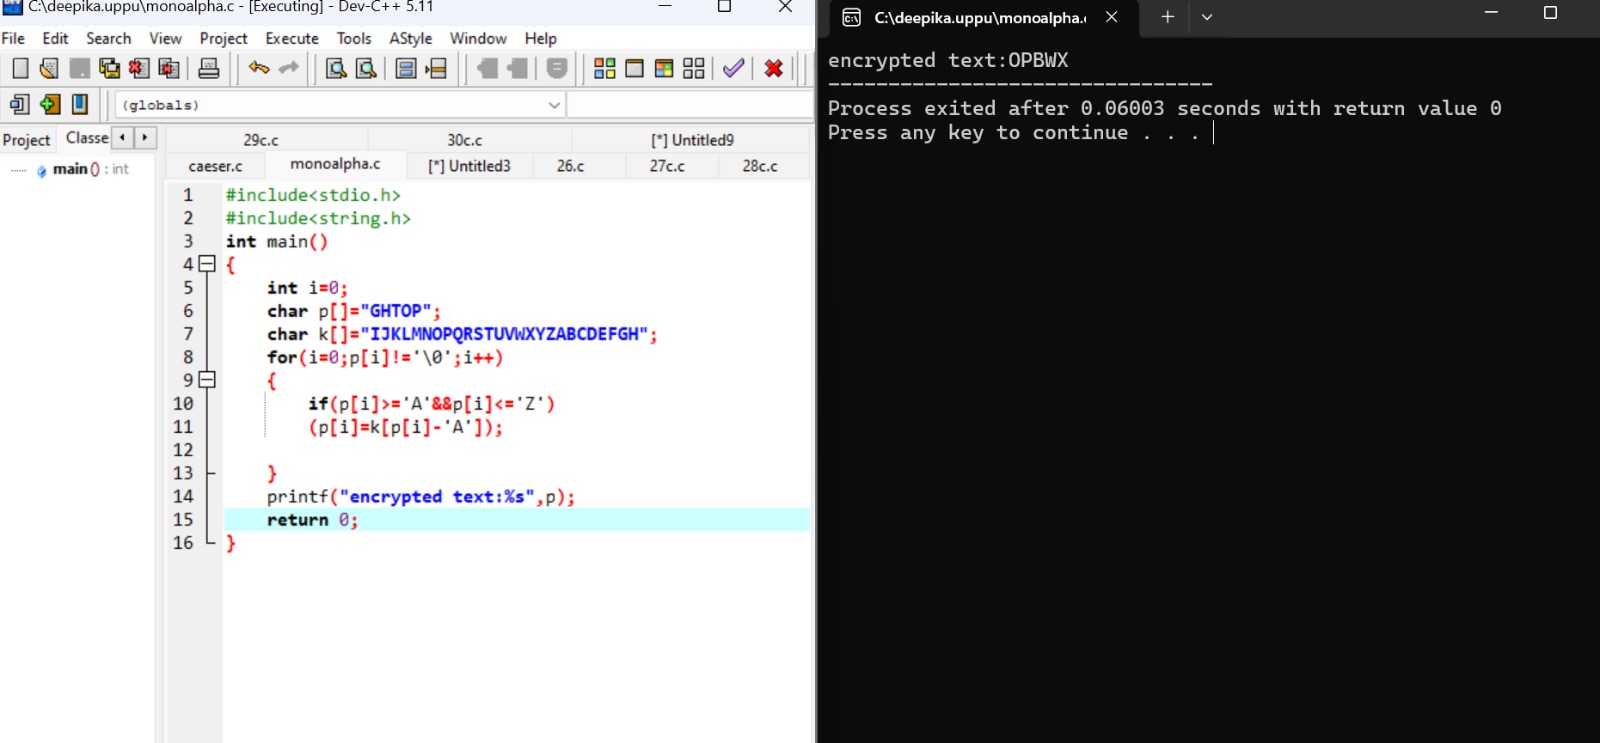 C:\deepika.uppu\monoalpha.c - [Executing] - Dev-C++ 5.11
File Edit Search View Project Execute Tools AStyle Window Help
(globals)
Project Classe
29c.c 30c.c [*] Untitled9
caeser.c monoalpha.c [*] Untitled3 26.c 27c.c 28c.c
main () : int
1 #include<stdio.h>
2 #include<string.h>
3 int main()
4 {
5 int i=0;
6 char p[]="GHTOP";
7 char k[]="IJKLMNOPQRSTUVWXYZABCDEFGH";
8 for(i=0;p[i]!='\0';i++)
9 {
10 if(p[i]>='A'&&p[i]<='Z')
11 (p[i]=k[p[i]-'A']);
12
13 }
14 printf("encrypted text:%s",p);
15 return 0;
16 }
C:\deepika.uppu\monoalpha.
encrypted text:OPBWX
--------------------------------
Process exited after 0.06003 seconds with return value 0
Press any key to continue . . .